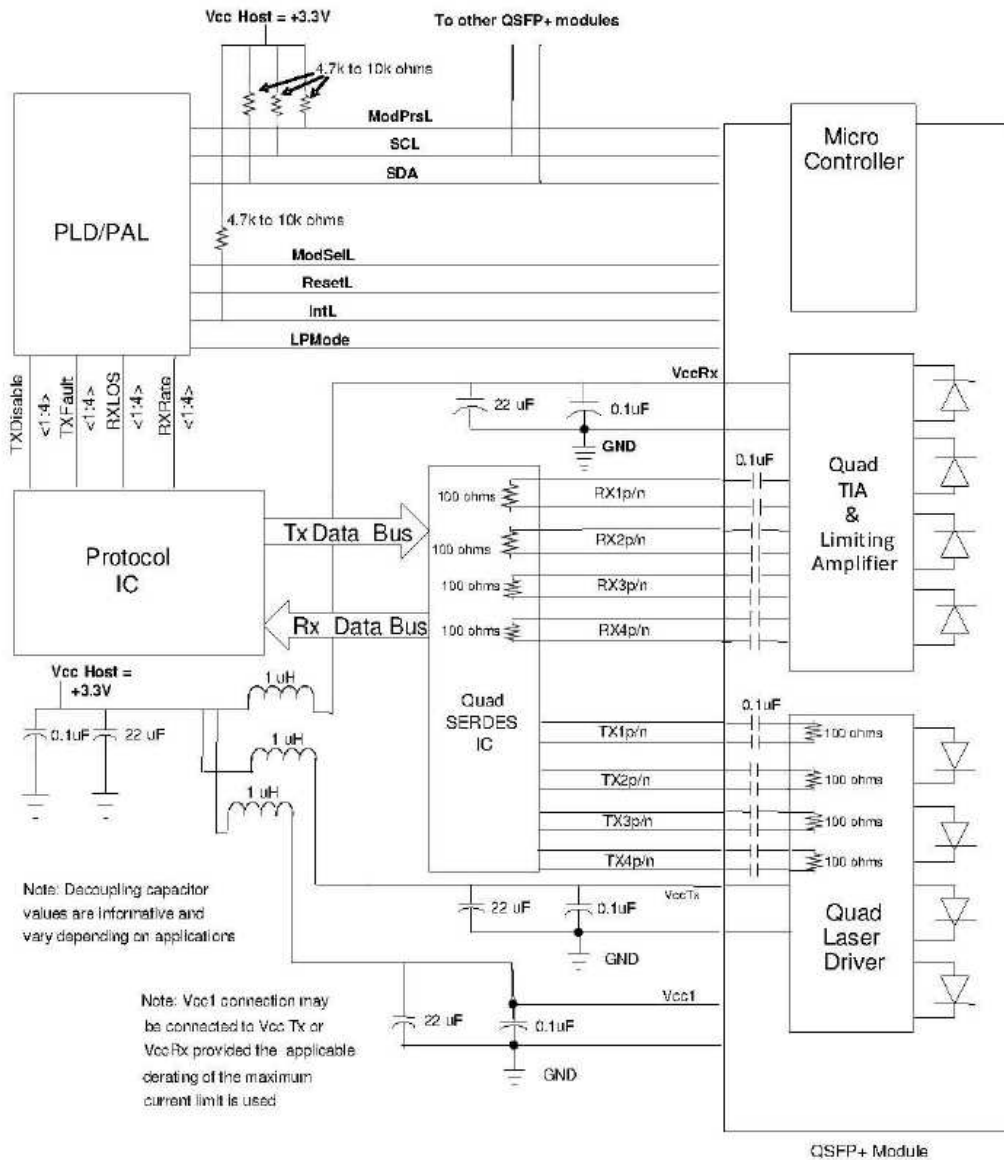 Vcc Host = +3.3V
To other QSFP+ modules
4.7k to 10k ohms
ModPrsL
SCL
SDA
Micro
Controller
PLD/PAL
4.7k to 10k ohms
ModSelL
ResetL
IntL
LPMode
TXDisable
<1:4>
TXFault
<1:4>
RXLOS
<1:4>
RXRate
<1:4>
VccRx
22 uF
0.1uF
GND
0.1uF
Quad
TIA
&
Limiting
Amplifier
100 ohms
RX1p/n
100 ohms
RX2p/n
100 ohms
RX3p/n
100 ohms
RX4p/n
Protocol
IC
Tx Data Bus
Rx Data Bus
Vcc Host =
+3.3V
0.1uF
22 uF
1 uH
1 uH
1 uH
Quad
SERDES
IC
0.1uF
TX1p/n
100 ohms
TX2p/n
100 ohms
TX3p/n
100 ohms
TX4p/n
100 ohms
Note: Decoupling capacitor
values are informative and
vary depending on applications
22 uF
0.1uF
VccTx
GND
Quad
Laser
Driver
Note: Vcc1 connection may
be connected to Vcc Tx or
VccRx provided the applicable
derating of the maximum
current limit is used
22 uF
0.1uF
Vcc1
GND
QSFP+ Module